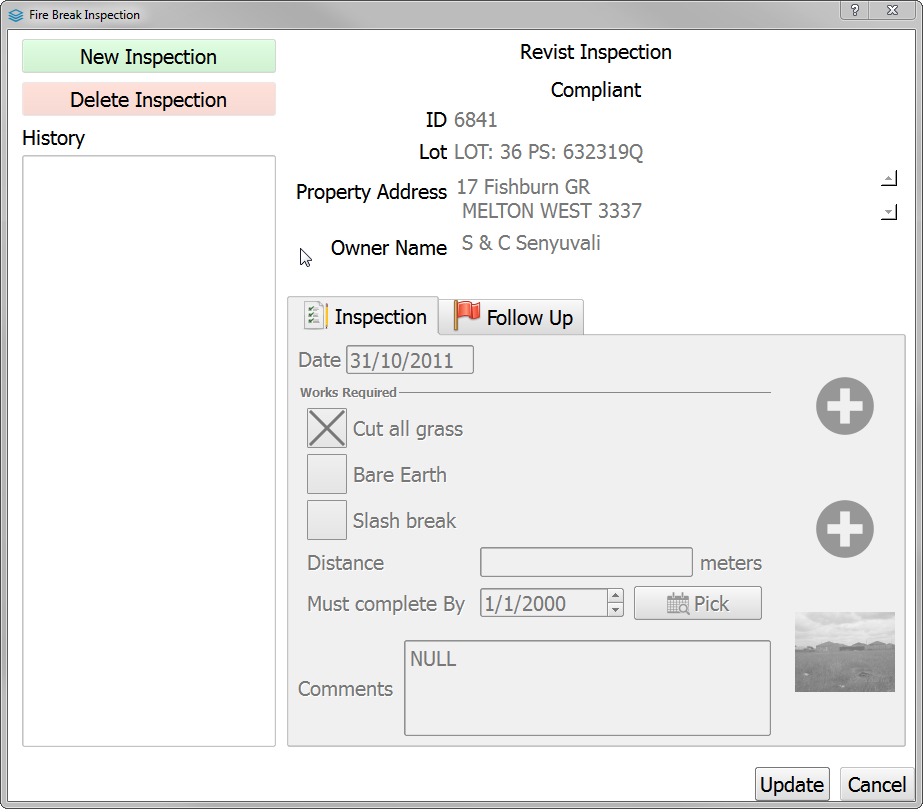 Fire Break Inspection
?
New Inspection
Delete Inspection
History
Revist Inspection
Compliant
ID 6841
Lot LOT: 36 PS: 632319Q
Property Address 17 Fishburn GR
MELTON WEST 3337
Owner Name S & C Senyuvali
Inspection Follow Up
Date 31/10/2011
Works Required
Cut all grass
Bare Earth
Slash break
Distance meters
Must complete By 1/1/2000 Pick
Comments NULL
Update Cancel